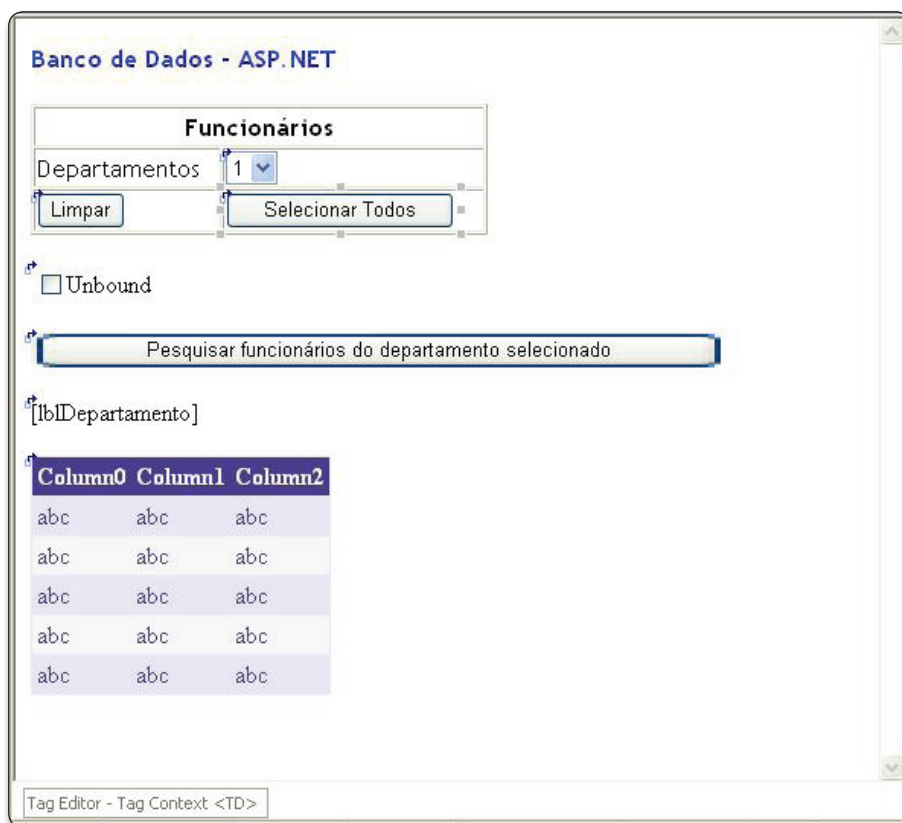 Banco de Dados - ASP.NET
Funcionários
Departamentos 1
Limpar Selecionar Todos
Unbound
Pesquisar funcionários do departamento selecionado
[lblDepartamento]
Column0 Column1 Column2
abc abc abc
abc abc abc
abc abc abc
abc abc abc
abc abc abc
Tag Editor - Tag Context <TD>